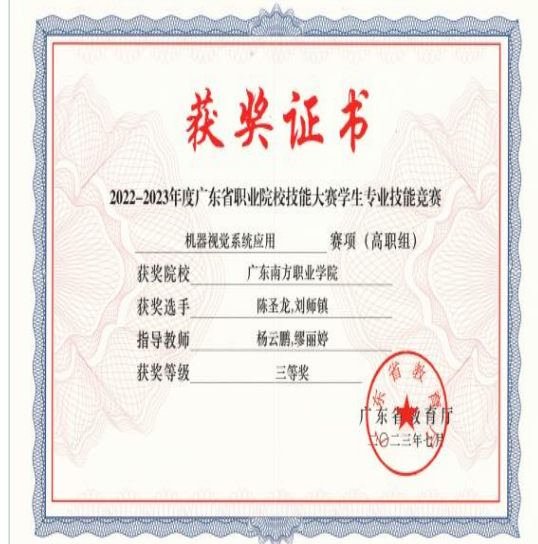 获奖证书
2022-2023年度广东省职业院校技能大赛学生专业技能竞赛
机器视觉系统应用 赛项（高职组）
获奖院校 广东南方职业学院
获奖选手 陈圣龙,刘师镇
指导教师 杨云鹏,缪丽婷
获奖等级 三等奖
广东省教育厅
二〇二三年七月